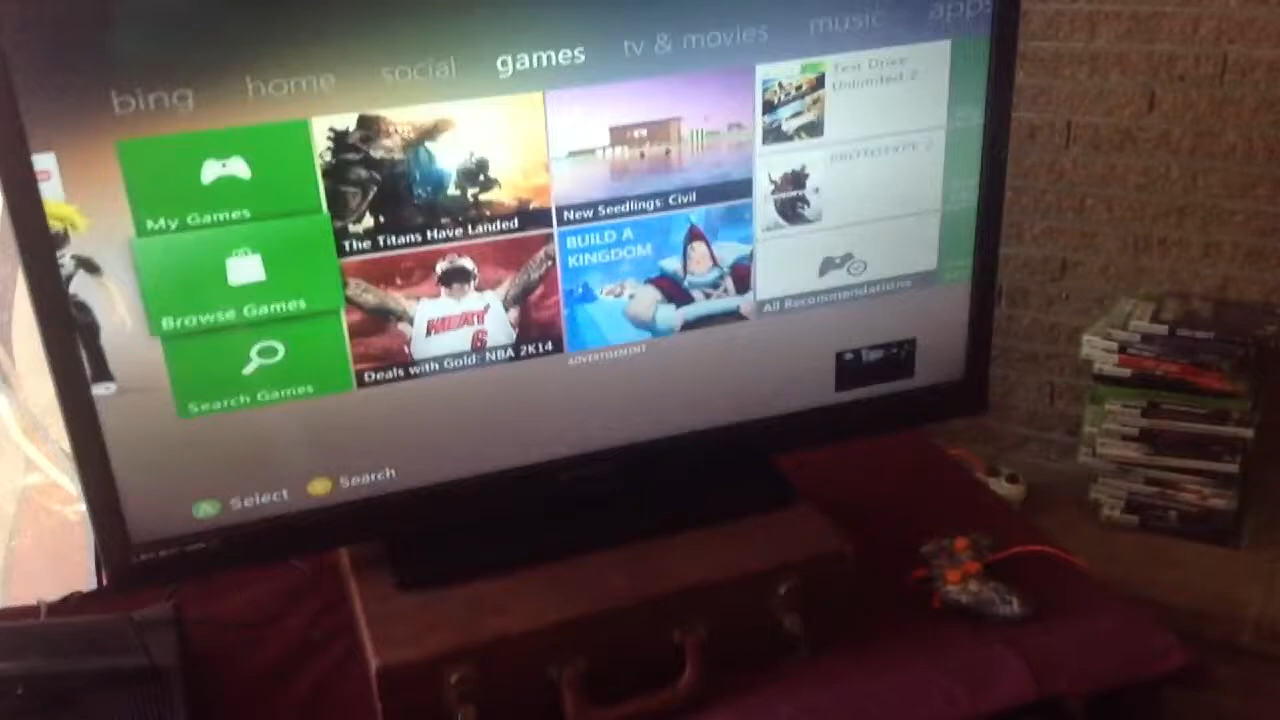 bing home social games tv & movies music apps
My Games
Browse Games
Search Games
The Titans Have Landed
HEAT
6
Deals with Gold: NBA 2K14
New Seedlings: Civil
BUILD A
KINGDOM
ADVERTISEMENT
Test Drive
Unlimited 2
PROTOTYPE 2
All Recommendations
Select Search